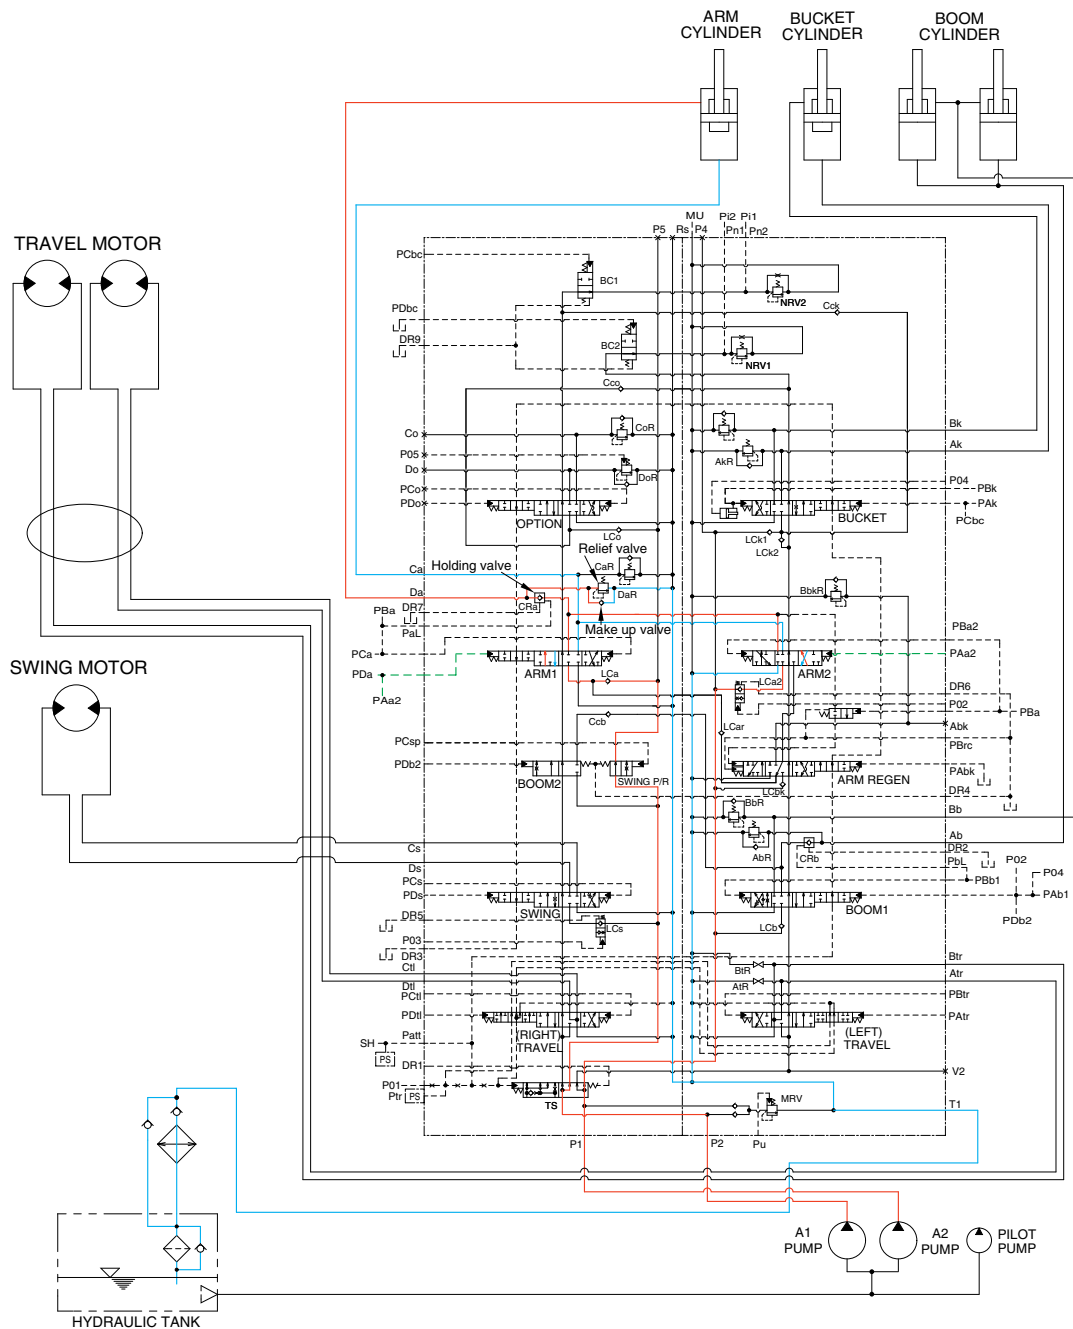 ARM
CYLINDER
BUCKET
CYLINDER
BOOM
CYLINDER
TRAVEL MOTOR
MU
Pi2
Pi1
P5
Rs
P4
Pn1
Pn2
PCbc
BC1
NRV2
Cck
PDbc
DR9
BC2
NRV1
Cco
Co
CoR
Bk
P05
Ak
Do
DoR
AkR
P04
PCo
PBk
PDo
PAk
OPTION
BUCKET
PCbc
LCo
LCk1
LCk2
Relief valve
Holding valve
Ca
CaR
Da
DaR
BbkR
DR7
CRa
PBa
PaL
Make up valve
PBa2
PCa
PAa2
PDa
ARM1
ARM2
PAa2
LCa
LCa2
DR6
P02
PBa
Ccb
LCar
Abk
PCsp
PBrc
PDb2
PAbk
BOOM2
SWING P/R
LCbk
ARM REGEN
DR4
BbR
Bb
SWING MOTOR
AbR
CRb
Ab
Cs
DR2
Ds
PbL
P02
P04
PCs
PBb1
PDs
PAb1
SWING
BOOM1
DR5
LCs
PDb2
P03
LCb
DR3
Ctl
BtR
Btr
Dtl
AtR
Atr
PCtl
PBtr
PDtl
PAtr
(RIGHT)
TRAVEL
(LEFT)
TRAVEL
Patt
SH
PS
DR1
P01
V2
Ptr
PS
TS
MRV
T1
P1
P2
Pu
A1
PUMP
A2
PUMP
PILOT
PUMP
HYDRAULIC TANK